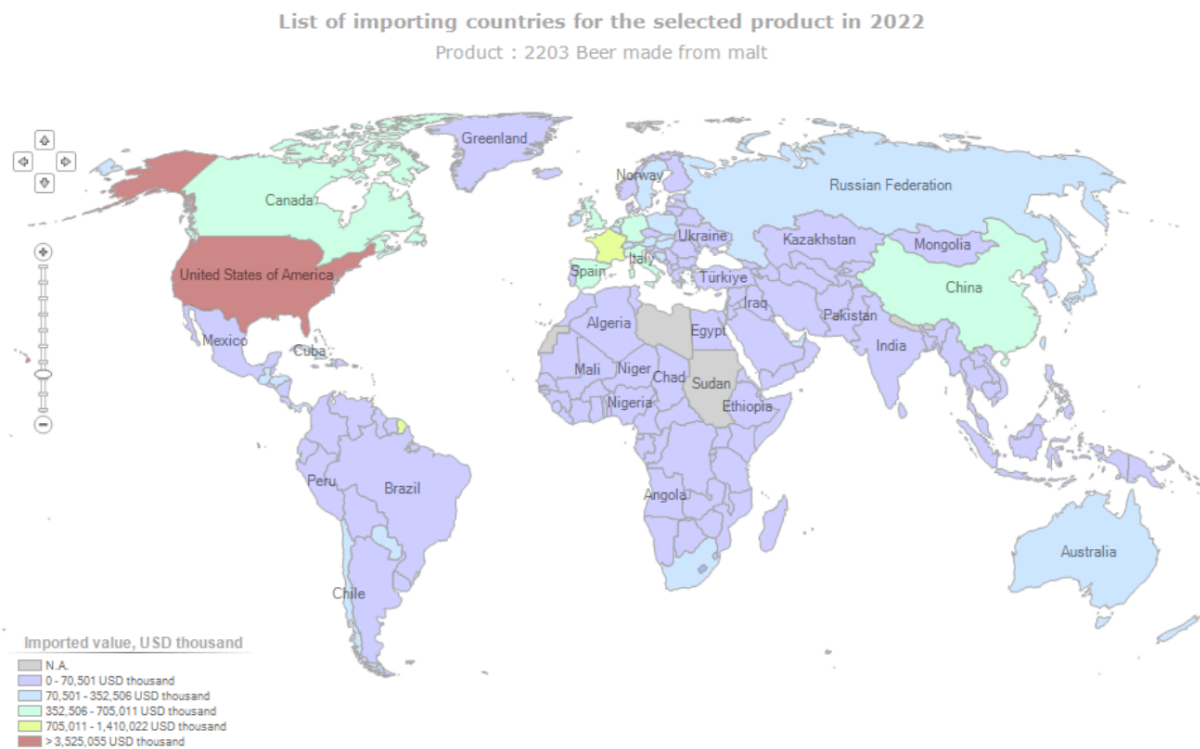 List of importing countries for the selected product in 2022
Product : 2203 Beer made from malt
Greenland
Norway
Russian Federation
Canada
Ukraine
Kazakhstan
Mongolia
Italy
Spain
United States of America
Türkiye
China
Iraq
Pakistan
Algeria
Egypt
Mexico
India
Cuba
Mali
Niger
Chad
Sudan
Nigeria
Ethiopia
Peru
Brazil
Angola
Australia
Chile
Imported value, USD thousand
N.A.
0 - 70,501 USD thousand
70,501 - 352,506 USD thousand
352,506 - 705,011 USD thousand
705,011 - 1,410,022 USD thousand
> 3,525,055 USD thousand